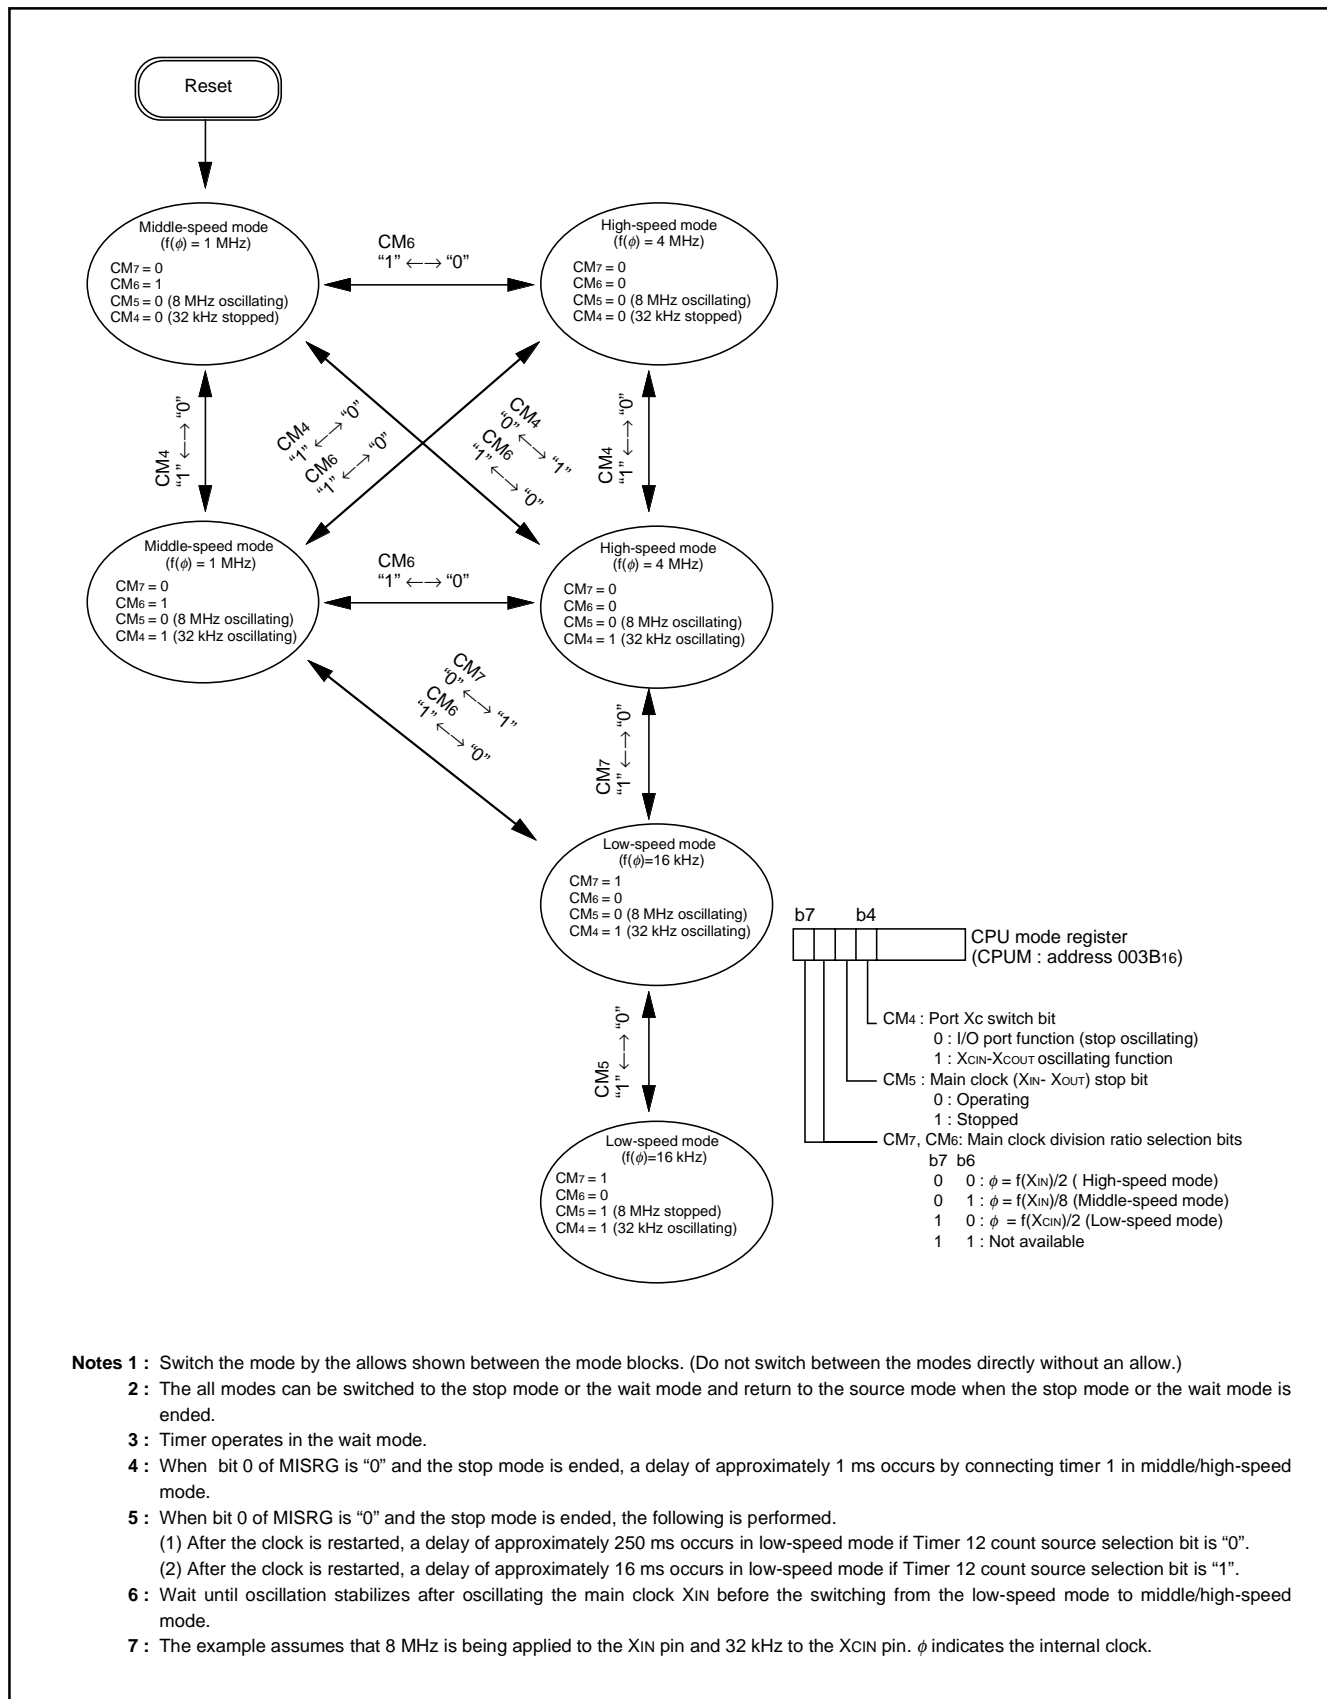 Reset
Middle-speed mode
(f(ϕ) = 1 MHz)
CM7 = 0
CM6 = 1
CM5 = 0 (8 MHz oscillating)
CM4 = 0 (32 kHz stopped)
CM6
“1” ←→ “0”
High-speed mode
(f(ϕ) = 4 MHz)
CM7 = 0
CM6 = 0
CM5 = 0 (8 MHz oscillating)
CM4 = 0 (32 kHz stopped)
CM4
“1” ←→ “0”
CM4
“1” ←→ “0”
CM6
“1” ←→ “0”
CM4
“0” ←→ “1”
CM6
“1” ←→ “0”
CM4
“1” ←→ “0”
Middle-speed mode
(f(ϕ) = 1 MHz)
CM7 = 0
CM6 = 1
CM5 = 0 (8 MHz oscillating)
CM4 = 1 (32 kHz oscillating)
CM6
“1” ←→ “0”
High-speed mode
(f(ϕ) = 4 MHz)
CM7 = 0
CM6 = 0
CM5 = 0 (8 MHz oscillating)
CM4 = 1 (32 kHz oscillating)
CM7
“0” ←→ “1”
CM6
“1” ←→ “0”
CM7
“1” ←→ “0”
Low-speed mode
(f(ϕ)=16 kHz)
CM7 = 1
CM6 = 0
CM5 = 0 (8 MHz oscillating)
CM4 = 1 (32 kHz oscillating)
CM5
“1” ←→ “0”
Low-speed mode
(f(ϕ)=16 kHz)
CM7 = 1
CM6 = 0
CM5 = 1 (8 MHz stopped)
CM4 = 1 (32 kHz oscillating)
b7 b4
CPU mode register
(CPUM : address 003B16)
CM4 : Port Xc switch bit
0 : I/O port function (stop oscillating)
1 : XCIN-XCOUT oscillating function
CM5 : Main clock (XIN- XOUT) stop bit
0 : Operating
1 : Stopped
CM7, CM6: Main clock division ratio selection bits
b7 b6
0 0 : ϕ = f(XIN)/2 ( High-speed mode)
0 1 : ϕ = f(XIN)/8 (Middle-speed mode)
1 0 : ϕ = f(XCIN)/2 (Low-speed mode)
1 1 : Not available
Notes 1 : Switch the mode by the allows shown between the mode blocks. (Do not switch between the modes directly without an allow.)
2 : The all modes can be switched to the stop mode or the wait mode and return to the source mode when the stop mode or the wait mode is
ended.
3 : Timer operates in the wait mode.
4 : When bit 0 of MISRG is “0” and the stop mode is ended, a delay of approximately 1 ms occurs by connecting timer 1 in middle/high-speed
mode.
5 : When bit 0 of MISRG is “0” and the stop mode is ended, the following is performed.
(1) After the clock is restarted, a delay of approximately 250 ms occurs in low-speed mode if Timer 12 count source selection bit is “0”.
(2) After the clock is restarted, a delay of approximately 16 ms occurs in low-speed mode if Timer 12 count source selection bit is “1”.
6 : Wait until oscillation stabilizes after oscillating the main clock XIN before the switching from the low-speed mode to middle/high-speed
mode.
7 : The example assumes that 8 MHz is being applied to the XIN pin and 32 kHz to the XCIN pin. ϕ indicates the internal clock.